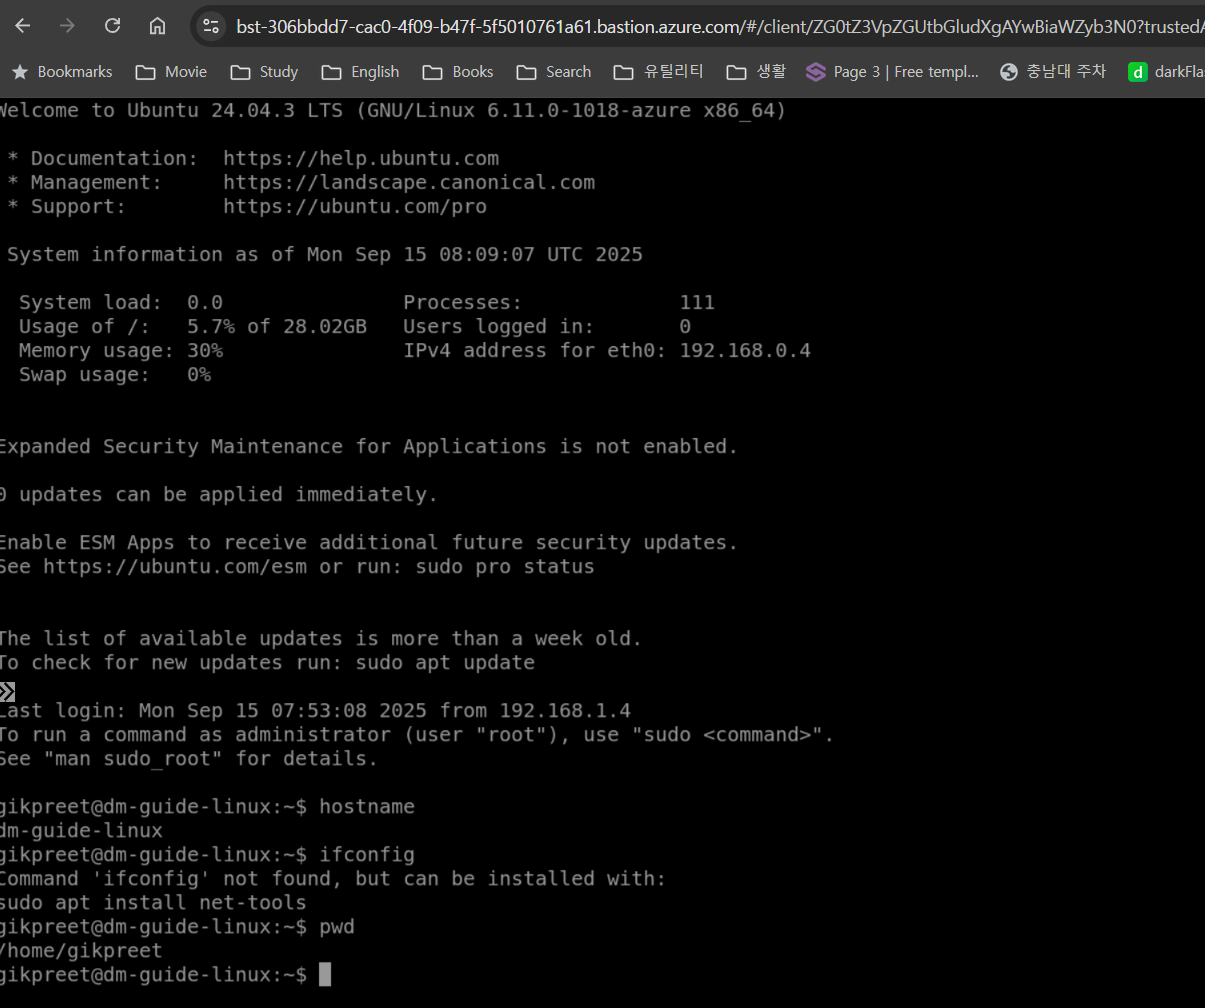 bst-306bbdd7-cac0-4f09-b47f-5f5010761a61.bastion.azure.com/#/client/ZG0tZ3VpZGUtbGludXgAYwBiaWZyb3N0?trustedA
Bookmarks Movie Study English Books Search 유틸리티 생활 Page 3 | Free templ... 충남대 주차 d darkFlas
Welcome to Ubuntu 24.04.3 LTS (GNU/Linux 6.11.0-1018-azure x86_64)
* Documentation: https://help.ubuntu.com
* Management: https://landscape.canonical.com
* Support: https://ubuntu.com/pro
System information as of Mon Sep 15 08:09:07 UTC 2025
System load: 0.0 Processes: 111
Usage of /: 5.7% of 28.02GB Users logged in: 0
Memory usage: 30% IPv4 address for eth0: 192.168.0.4
Swap usage: 0%
Expanded Security Maintenance for Applications is not enabled.
0 updates can be applied immediately.
Enable ESM Apps to receive additional future security updates.
See https://ubuntu.com/esm or run: sudo pro status
The list of available updates is more than a week old.
To check for new updates run: sudo apt update
Last login: Mon Sep 15 07:53:08 2025 from 192.168.1.4
To run a command as administrator (user "root"), use "sudo <command>".
See "man sudo_root" for details.
gikpreet@dm-guide-linux:~$ hostname
dm-guide-linux
gikpreet@dm-guide-linux:~$ ifconfig
Command 'ifconfig' not found, but can be installed with:
sudo apt install net-tools
gikpreet@dm-guide-linux:~$ pwd
/home/gikpreet
gikpreet@dm-guide-linux:~$